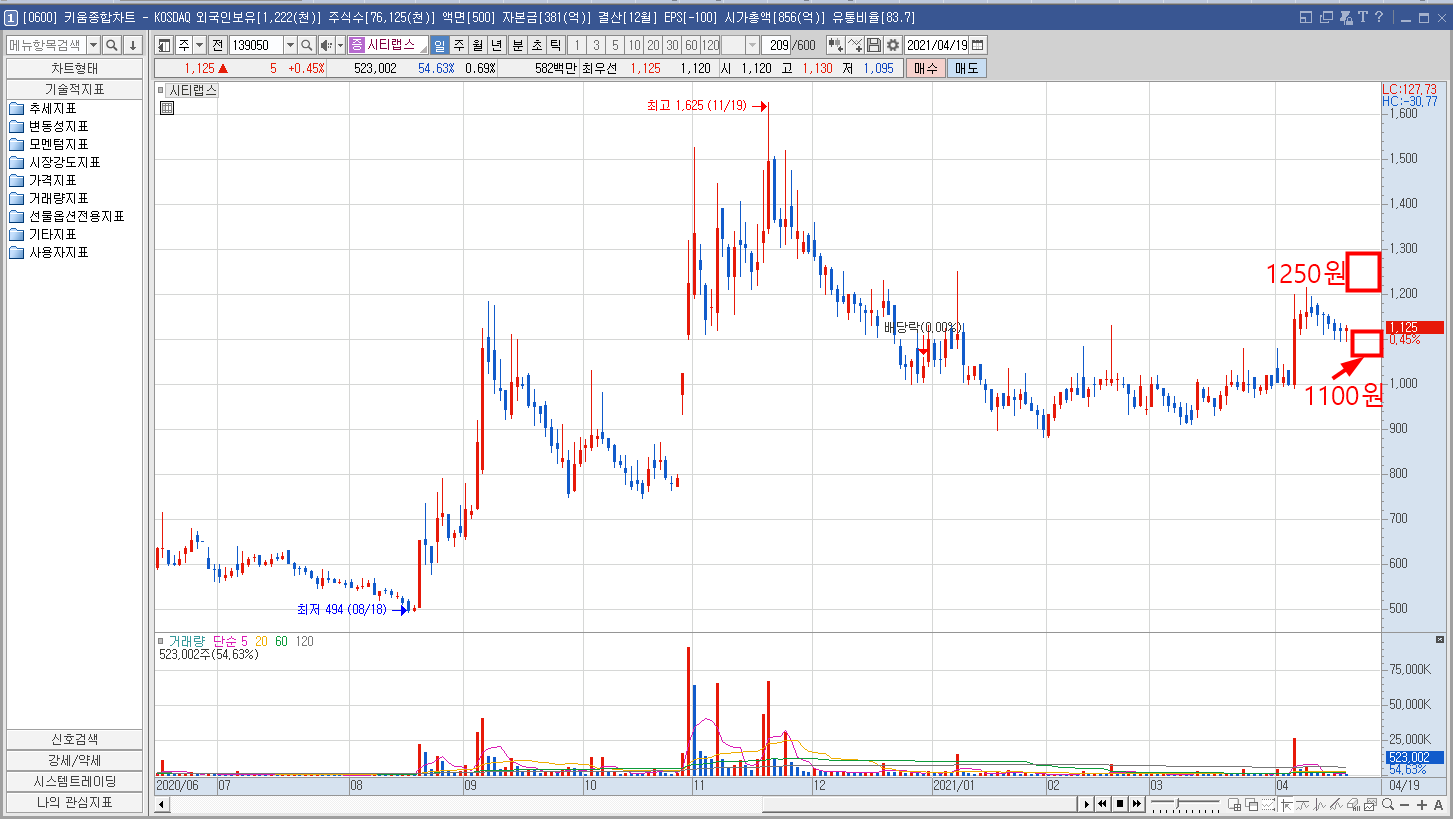 [0600] 키움종합차트 - KOSDAQ 외국인보유[1,222(천)] 주식수[76,125(천)] 액면[500] 자본금[381(억)] 결산[12월] EPS[-100] 시가총액[856(억)] 유통비율[83.7]
메뉴항목검색 주 전 139050 증 시티랩스 일 주 월 년 분 초 틱 1 3 5 10 20 30 60 120 209 /600 2021/04/19
1,125 ▲ 5 +0.45% 523,002 54.63% 0.69% 582백만 최우선 1,125 1,120 시 1,120 고 1,130 저 1,095 매수 매도
차트형태
기술적지표
추세지표
변동성지표
모멘텀지표
시장강도지표
가격지표
거래량지표
선물옵션전용지표
기타지표
사용자지표
신호검색
강세/약세
시스템트레이딩
나의 관심지표
시티랩스
최고 1,625 (11/19)
LC:127.73
HC:-30.77
1,600
1,500
1,400
1,300
1250원
1,200
배당락(0.00%)
1,125
0.45%
1,000
1100원
900
800
700
600
최저 494 (08/18)
500
거래량 단순 5 20 60 120
523,002주(54.63%)
75,000K
50,000K
25,000K
523,002
54.63%
2020/06 07 08 09 10 11 12 2021/01 02 03 04 04/19